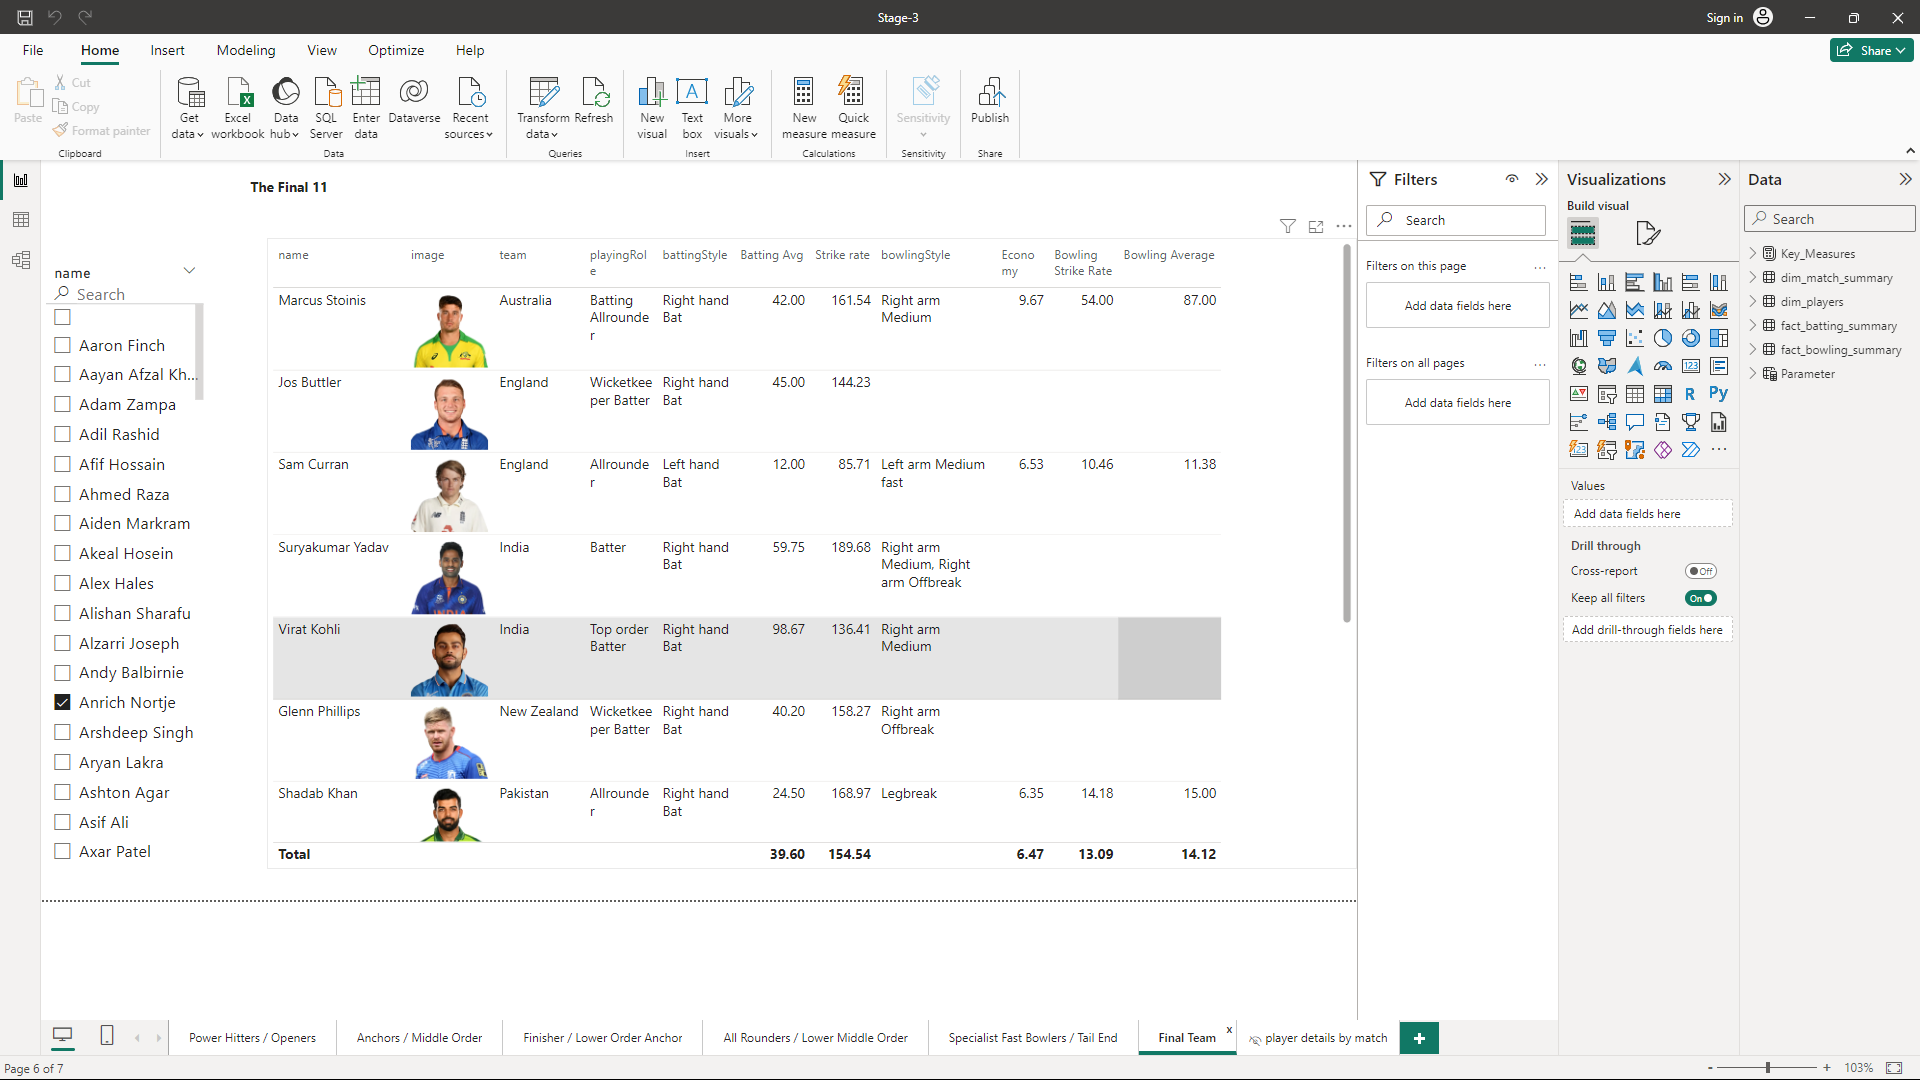 Stage-3
Sign in
File
Home
Insert
Modeling
View
Optimize
Help
Share
Paste
Cut
Copy
Format painter
Clipboard
Get data
Excel workbook
Data hub
SQL Server
Enter data
Dataverse
Recent sources
Data
Transform data
Refresh
Queries
New visual
Text box
More visuals
Insert
New measure
Quick measure
Calculations
Sensitivity
Sensitivity
Publish
Share
The Final 11
name
Search
Aaron Finch
Aayan Afzal Kh...
Adam Zampa
Adil Rashid
Afif Hossain
Ahmed Raza
Aiden Markram
Akeal Hosein
Alex Hales
Alishan Sharafu
Alzarri Joseph
Andy Balbirnie
Anrich Nortje
Arshdeep Singh
Aryan Lakra
Ashton Agar
Asif Ali
Axar Patel
name image team playingRol battingStyle Batting Avg Strike rate bowlingStyle Econo Bowling Bowling Average
e my Strike Rate
Marcus Stoinis Australia Batting Right hand 42.00 161.54 Right arm 9.67 54.00 87.00
Allrounde Bat Medium
r
Jos Buttler England Wicketkee Right hand 45.00 144.23
per Batter Bat
Sam Curran England Allrounde Left hand 12.00 85.71 Left arm Medium 6.53 10.46 11.38
r Bat fast
Suryakumar Yadav India Batter Right hand 59.75 189.68 Right arm
Bat Medium, Right
arm Offbreak
INDIA
Virat Kohli India Top order Right hand 98.67 136.41 Right arm
Batter Bat Medium
Glenn Phillips New Zealand Wicketkee Right hand 40.20 158.27 Right arm
per Batter Bat Offbreak
Shadab Khan Pakistan Allrounde Right hand 24.50 168.97 Legbreak 6.35 14.18 15.00
r Bat
Total 39.60 154.54 6.47 13.09 14.12
Filters
Search
Filters on this page
Add data fields here
Filters on all pages
Add data fields here
Visualizations
Build visual
123
R
Py
123
Values
Add data fields here
Drill through
Cross-report Off
Keep all filters On
Add drill-through fields here
Data
Search
Key_Measures
dim_match_summary
dim_players
fact_batting_summary
fact_bowling_summary
Parameter
Power Hitters / Openers
Anchors / Middle Order
Finisher / Lower Order Anchor
All Rounders / Lower Middle Order
Specialist Fast Bowlers / Tail End
Final Team
x
player details by match
+
Page 6 of 7
- + 103%